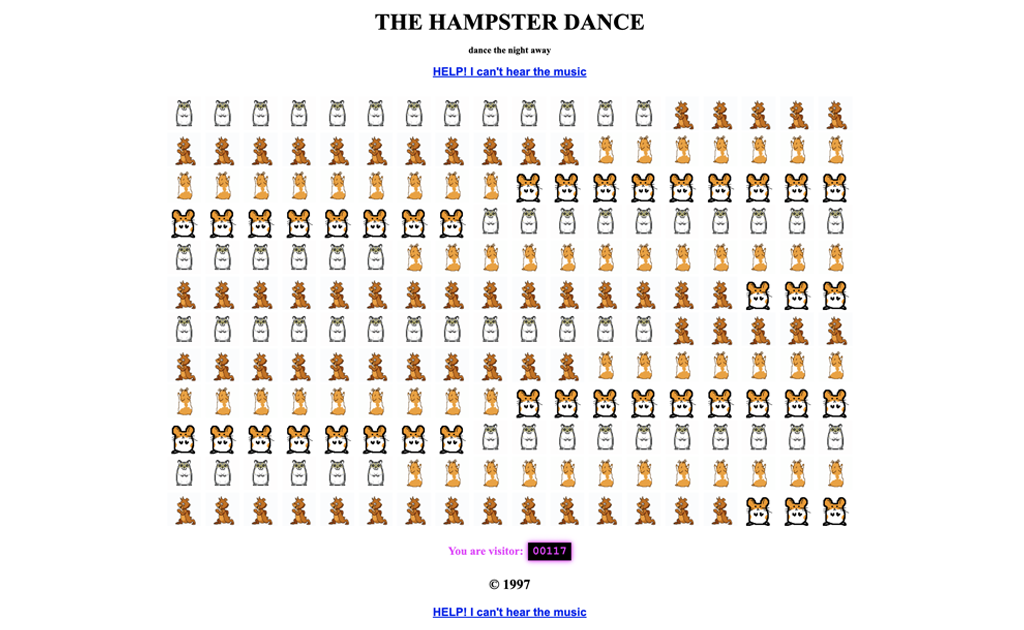 THE HAMPSTER DANCE
dance the night away
HELP! I can't hear the music
You are visitor: 00117
© 1997
HELP! I can't hear the music